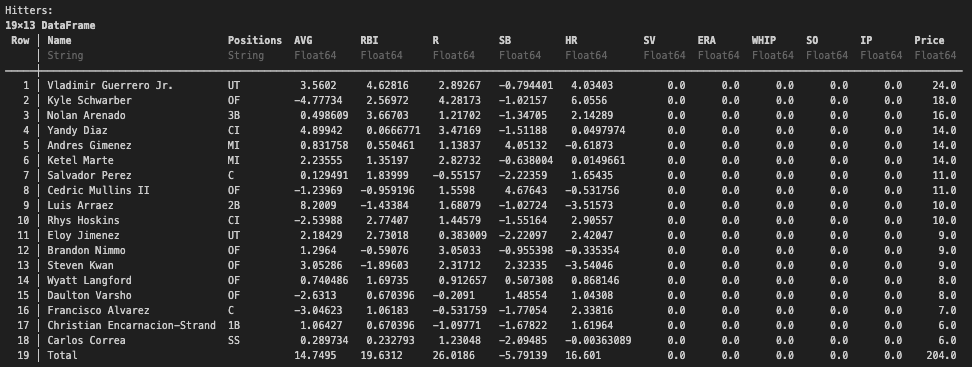 Hitters:
19×13 DataFrame
Row │ Name Positions AVG RBI R SB HR SV ERA WHIP SO IP Price
│ String String Float64 Float64 Float64 Float64 Float64 Float64 Float64 Float64 Float64 Float64 Float64
1 │ Vladimir Guerrero Jr. UT 3.5602 4.62816 2.89267 −0.794401 4.03403 0.0 0.0 0.0 0.0 0.0 24.0
2 │ Kyle Schwarber OF −4.77734 2.56972 4.28173 −1.02157 6.0556 0.0 0.0 0.0 0.0 0.0 18.0
3 │ Nolan Arenado 3B 0.498609 3.66703 1.21702 −1.34705 2.14289 0.0 0.0 0.0 0.0 0.0 16.0
4 │ Yandy Diaz CI 4.89942 0.0666771 3.47169 −1.51188 0.0497974 0.0 0.0 0.0 0.0 0.0 14.0
5 │ Andres Gimenez MI 0.831758 0.550461 1.13837 4.05132 −0.61873 0.0 0.0 0.0 0.0 0.0 14.0
6 │ Ketel Marte MI 2.23555 1.35197 2.82732 −0.638004 0.0149661 0.0 0.0 0.0 0.0 0.0 14.0
7 │ Salvador Perez C 0.129491 1.83999 −0.55157 −2.22359 1.65435 0.0 0.0 0.0 0.0 0.0 11.0
8 │ Cedric Mullins II OF −1.23969 −0.959196 1.5598 4.67643 −0.531756 0.0 0.0 0.0 0.0 0.0 11.0
9 │ Luis Arraez 2B 8.2009 −1.43384 1.68079 −1.02724 −3.51573 0.0 0.0 0.0 0.0 0.0 10.0
10 │ Rhys Hoskins CI −2.53988 2.77407 1.44579 −1.55164 2.90557 0.0 0.0 0.0 0.0 0.0 10.0
11 │ Eloy Jimenez UT 2.18429 2.73018 0.383009 −2.22097 2.42047 0.0 0.0 0.0 0.0 0.0 9.0
12 │ Brandon Nimmo OF 1.2964 −0.59076 3.05033 −0.955398 −0.335354 0.0 0.0 0.0 0.0 0.0 9.0
13 │ Steven Kwan OF 3.05286 −1.89603 2.31712 2.32335 −3.54046 0.0 0.0 0.0 0.0 0.0 9.0
14 │ Wyatt Langford OF 0.740486 1.69735 0.912657 0.507308 0.868146 0.0 0.0 0.0 0.0 0.0 8.0
15 │ Daulton Varsho OF −2.6313 0.670396 −0.2091 1.48554 1.04308 0.0 0.0 0.0 0.0 0.0 8.0
16 │ Francisco Alvarez C −3.04623 1.06183 −0.531759 −1.77054 2.33816 0.0 0.0 0.0 0.0 0.0 7.0
17 │ Christian Encarnacion−Strand 1B 1.06427 0.670396 −1.09771 −1.67822 1.61964 0.0 0.0 0.0 0.0 0.0 6.0
18 │ Carlos Correa SS 0.289734 0.232793 1.23048 −2.09485 −0.00363089 0.0 0.0 0.0 0.0 0.0 6.0
19 │ Total 14.7495 19.6312 26.0186 −5.79139 16.601 0.0 0.0 0.0 0.0 0.0 204.0